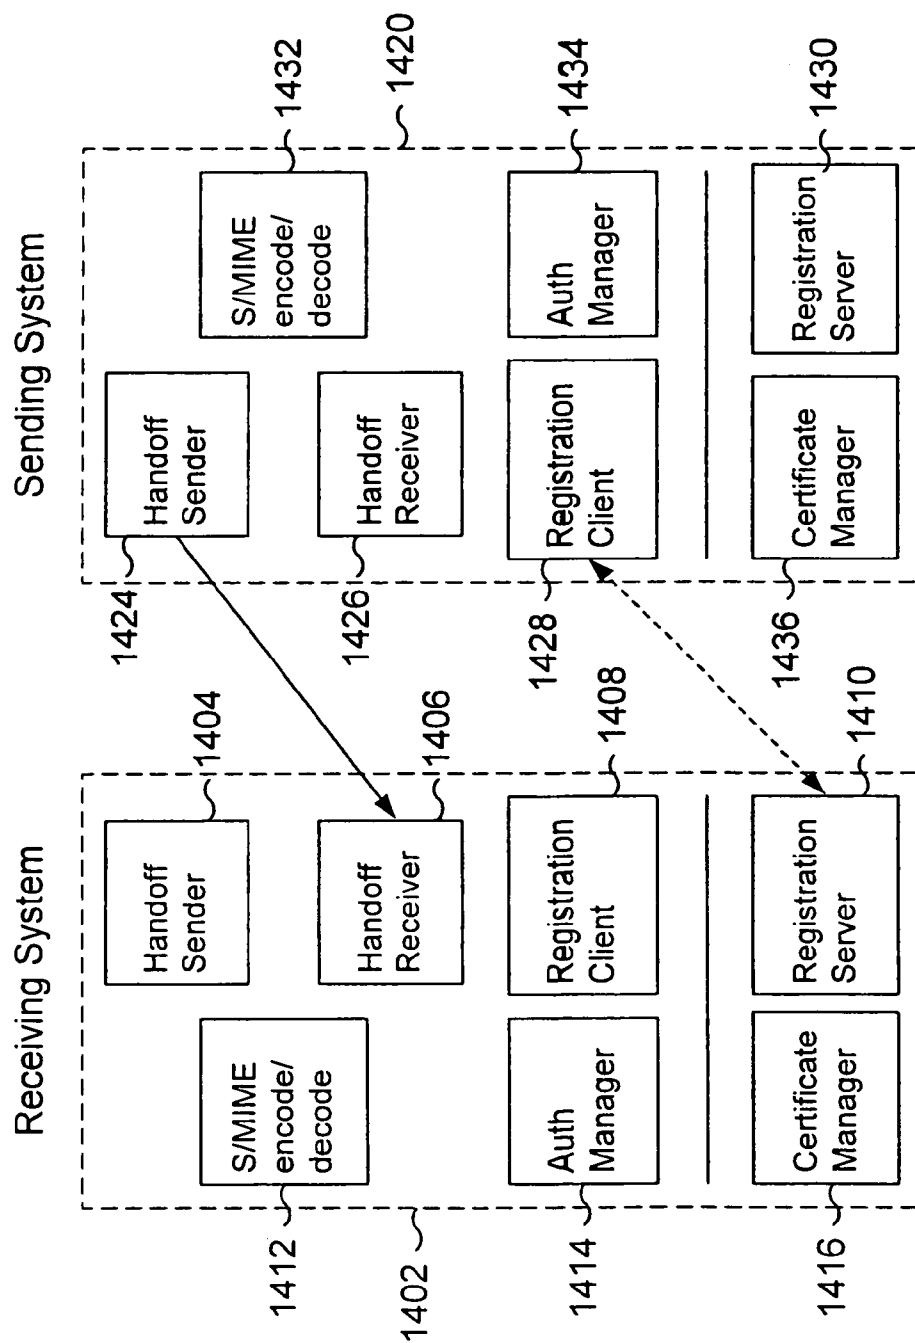 Receiving System
Sending System
1404
1424
1432
S/MIME
encode/
decode
Handoff
Sender
Handoff
Sender
S/MIME
encode/
decode
1412
1406
1426
1420
1402
Handoff
Receiver
Handoff
Receiver
1408
1428
1434
Auth
Manager
Registration
Client
Registration
Client
Auth
Manager
1414
1410
1436
1430
Certificate
Manager
Registration
Server
Certificate
Manager
Registration
Server
1416